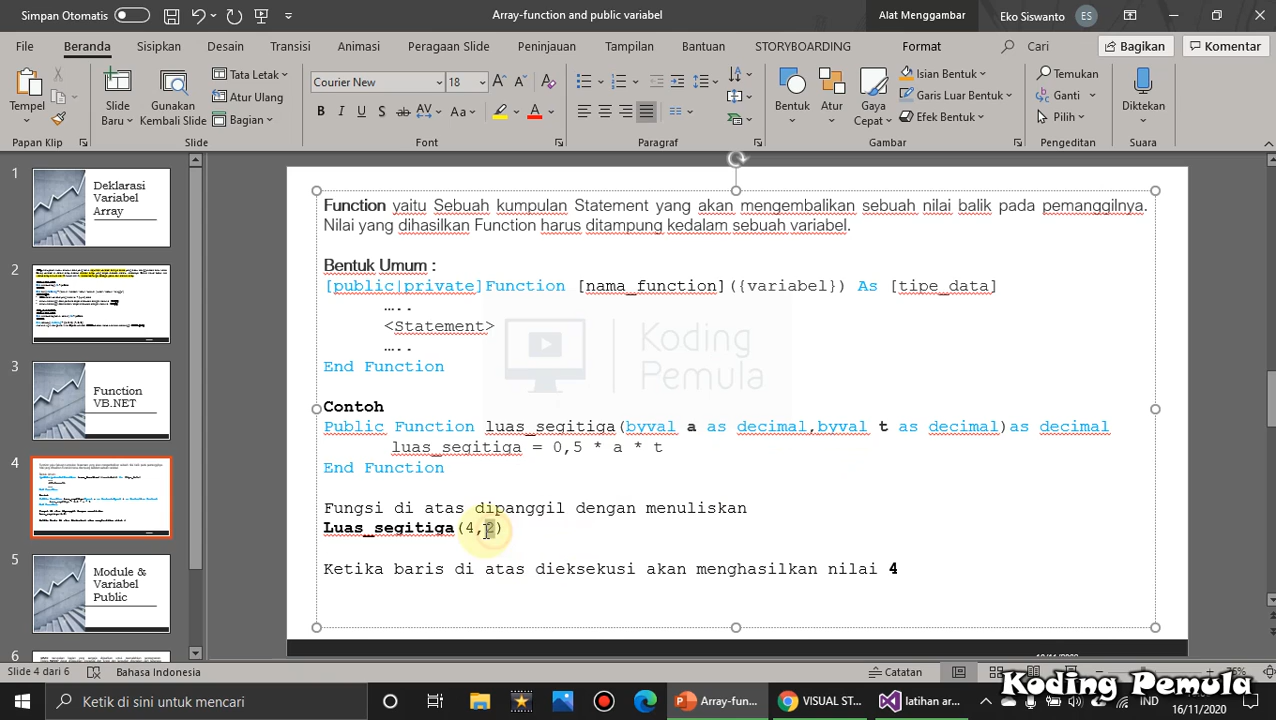 Simpan Otomatis
Array-function and public variabel
Alat Menggambar
Eko Siswanto
ES
File
Beranda
Sisipkan
Desain
Transisi
Animasi
Peragaan Slide
Peninjauan
Tampilan
Bantuan
STORYBOARDING
Format
Cari
Bagikan
Komentar
Tempel
Slide Baru
Gunakan Kembali Slide
Tata Letak
Atur Ulang
Bagian
Courier New
18
Bentuk
Atur
Gaya Cepat
Isian Bentuk
Garis Luar Bentuk
Efek Bentuk
Temukan
Ganti
Pilih
Diktekan
Papan Klip
Slide
Font
Paragraf
Gambar
Pengeditan
Suara
1
Deklarasi
Variabel
Array
2
3
Function
VB.NET
4
5
Module &
Variabel
Public
6
Function yaitu Sebuah kumpulan Statement yang akan mengembalikan sebuah nilai balik pada pemanggilnya.
Nilai yang dihasilkan Function harus ditampung kedalam sebuah variabel.
Bentuk Umum :
[public|private]Function [nama_function]({variabel}) As [tipe_data]
…..
<Statement>
…..
End Function
Koding
Pemula
Contoh
Public Function luas_segitiga(byval a as decimal,byval t as decimal)as decimal
luas_segitiga = 0,5 * a * t
End Function
Fungsi di atas dipanggil dengan menuliskan
Luas_segitiga(4,2)
Ketika baris di atas dieksekusi akan menghasilkan nilai 4
Slide 4 dari 6
Bahasa Indonesia
Catatan
Koding Pemula
Ketik di sini untuk mencari
Array-fun...
VISUAL ST...
latihan ar...
IND
16/11/2020